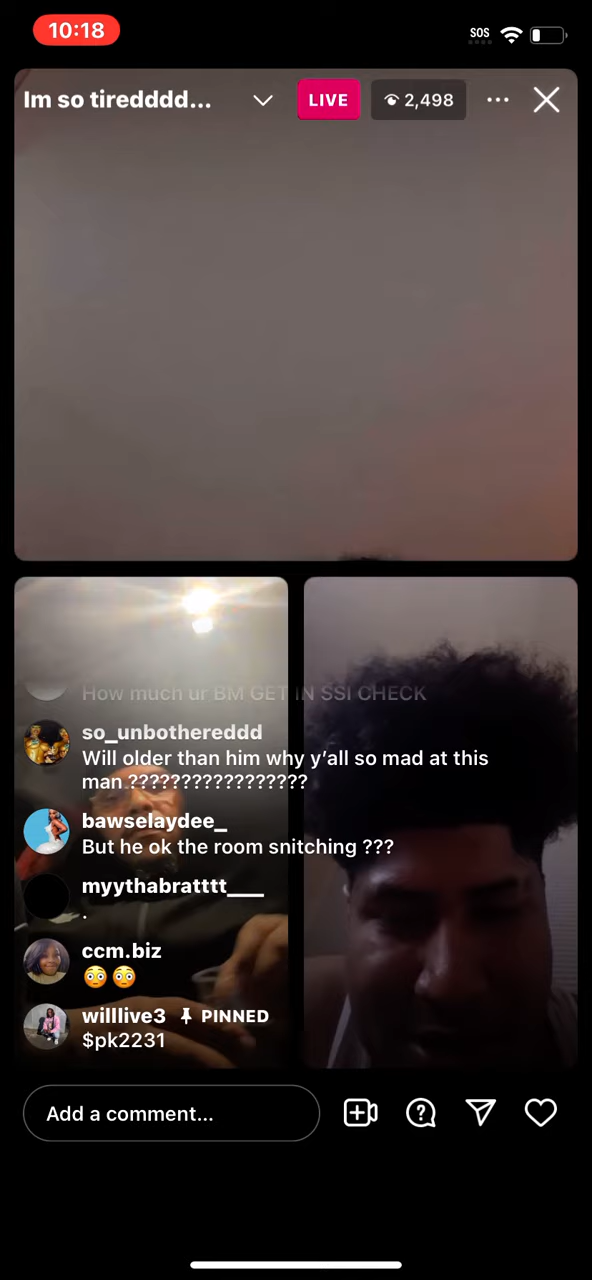 10:18
SOS
Im so tiredddd...
LIVE
2,498
How much ur BM GET IN SSI CHECK
so_unbothereddd
Will older than him why y’all so mad at this
man ?????????????????
bawselaydee_
But he ok the room snitching ???
myythabratttt___
.
ccm.biz
😳 😳
willlive3 PINNED
$pk2231
Add a comment...